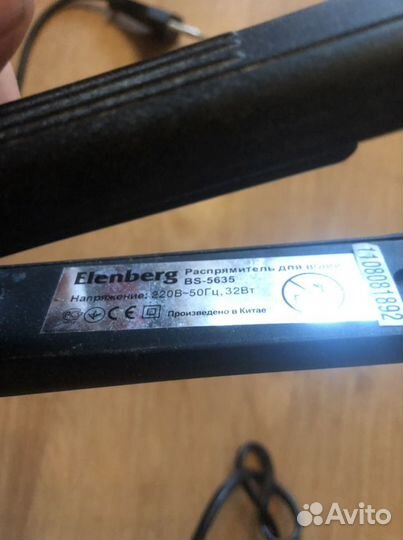 Elenberg Распрямитель для волос
BS-5635
Напряжение: 220В~50Гц, 32Вт
Произведено в Китае
1108081892
Avito